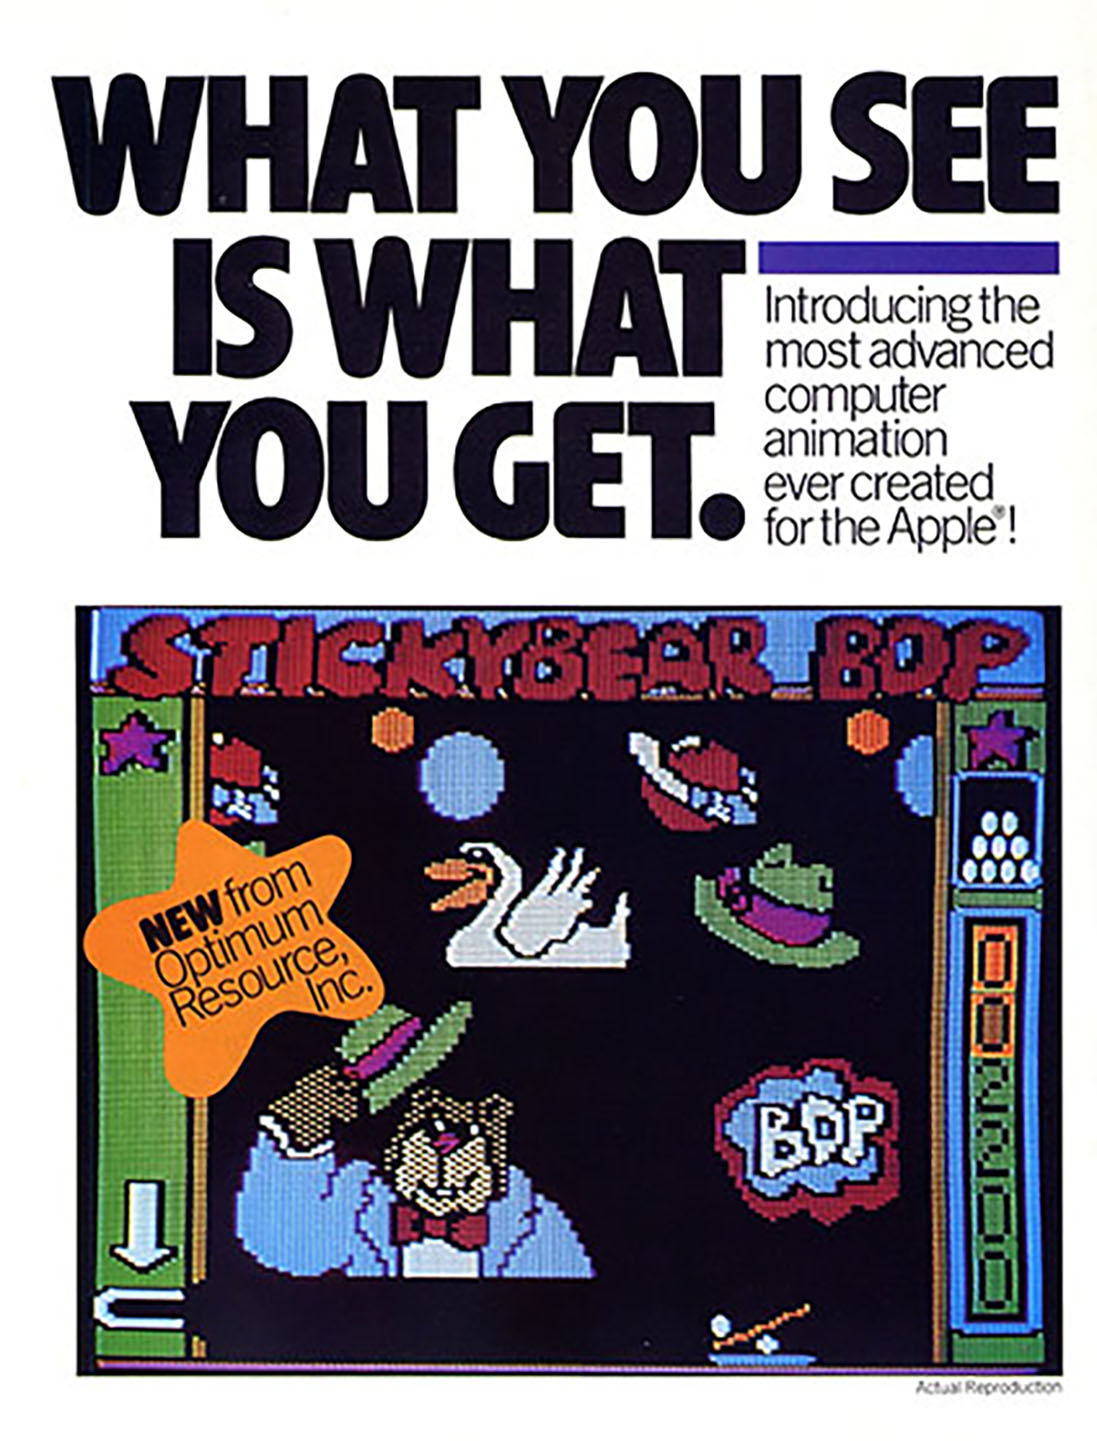 WHAT YOU SEE
IS WHAT
YOU GET.
Introducing the
most advanced
computer
animation
ever created
for the Apple®!
STICKYBEAR BOP
NEW from
Optimum
Resource,
Inc.
BOP
Actual Reproduction